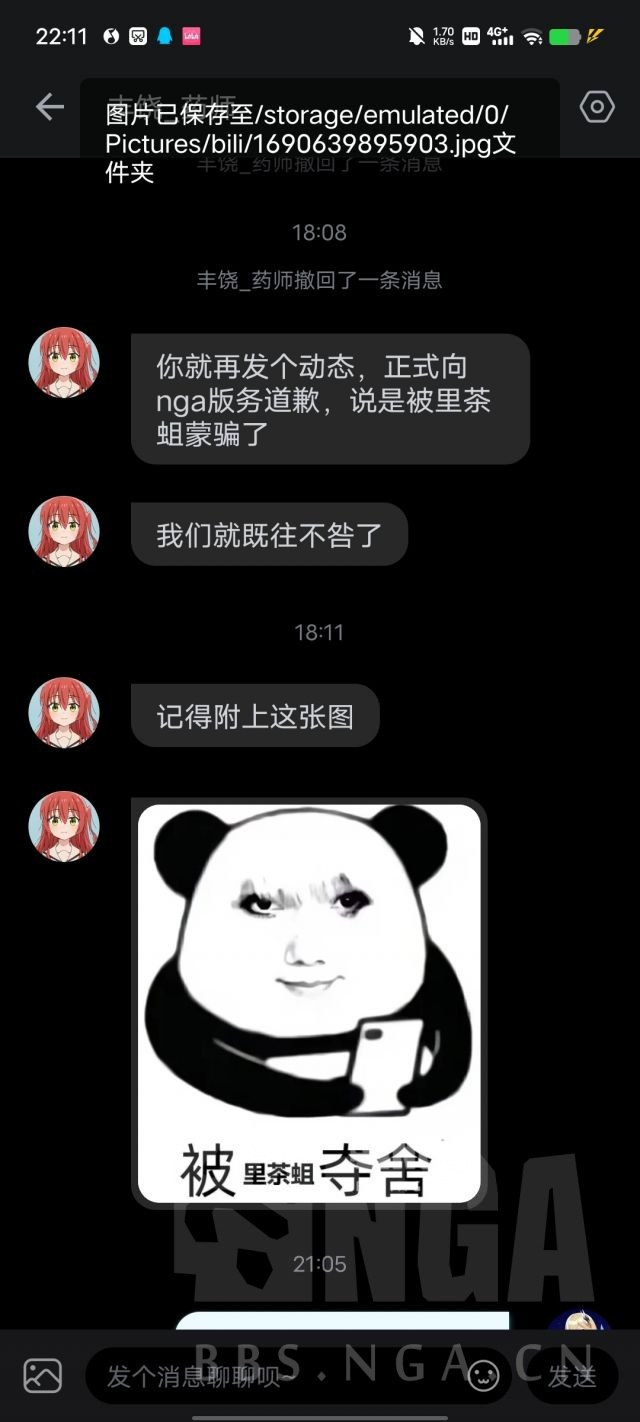 22:11
1.70
KB/s
HD
4G+
LALA
丰饶_药师
图片已保存至/storage/emulated/0/
Pictures/bili/1690639895903.jpg文
件夹
丰饶_药师撤回了一条消息
18:08
丰饶_药师撤回了一条消息
你就再发个动态，正式向
nga版务道歉，说是被里茶
蛆蒙骗了
我们就既往不咎了
18:11
记得附上这张图
被里茶蛆夺舍
21:05
NGA
BBS.NGA.CN
发个消息聊聊呗~
发送